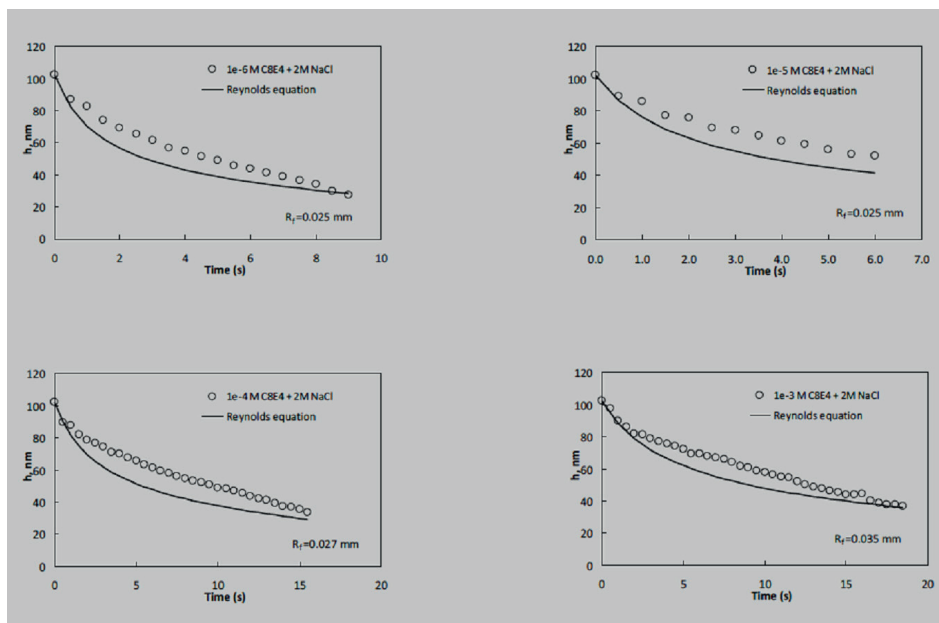 120
100
80
60
40
20
0
h, nm
1e-6 M C8E4 + 2M NaCl
Reynolds equation
Rf=0.025 mm
0 2 4 6 8 10
Time (s)
120
100
80
60
40
20
0
h, nm
1e-5 M C8E4 + 2M NaCl
Reynolds equation
Rf=0.025 mm
0.0 1.0 2.0 3.0 4.0 5.0 6.0 7.0
Time (s)
120
100
80
60
40
20
0
h, nm
1e-4 M C8E4 + 2M NaCl
Reynolds equation
Rf=0.027 mm
0 5 10 15 20
Time (s)
120
100
80
60
40
20
0
h, nm
1e-3 M C8E4 + 2M NaCl
Reynolds equation
Rf=0.035 mm
0 5 10 15 20
Time (s)